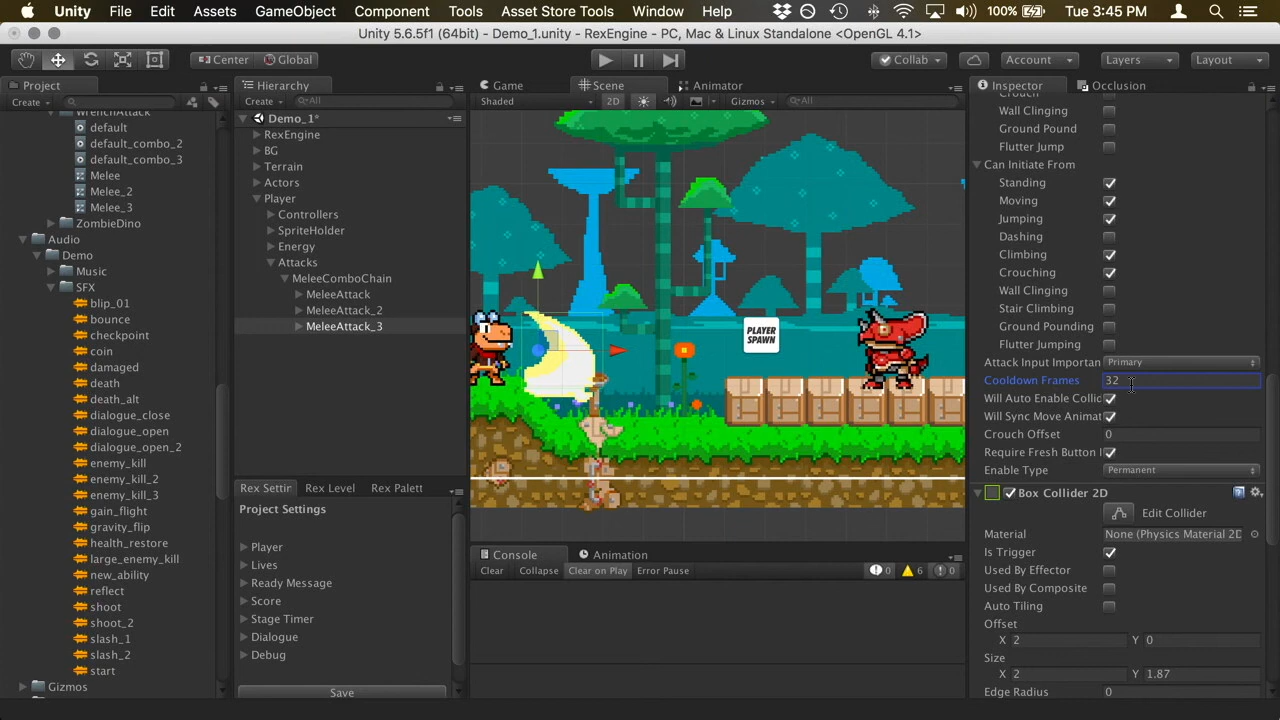 Unity File Edit Assets GameObject Component Tools Asset Store Tools Window Help 100% Tue 3:45 PM
Unity 5.6.5f1 (64bit) - Demo_1.unity - RexEngine - PC, Mac & Linux Standalone <OpenGL 4.1>
Center Global Collab Account Layers Layout
Project
Create
WrenchAttack
default
default_combo_2
default_combo_3
Melee
Melee_2
Melee_3
ZombieDino
Audio
Demo
Music
SFX
blip_01
bounce
checkpoint
coin
damaged
death
death_alt
dialogue_close
dialogue_open
dialogue_open_2
enemy_kill
enemy_kill_2
enemy_kill_3
gain_flight
gravity_flip
health_restore
large_enemy_kill
new_ability
reflect
shoot
shoot_2
slash_1
slash_2
start
Gizmos
Hierarchy
Create All
Demo_1*
RexEngine
BG
Terrain
Actors
Player
Controllers
SpriteHolder
Energy
Attacks
MeleeComboChain
MeleeAttack
MeleeAttack_2
MeleeAttack_3
Rex Settin Rex Level Rex Palett
Project Settings
Player
Lives
Ready Message
Score
Stage Timer
Dialogue
Debug
Save
Game Scene Animator
Shaded 2D Gizmos All
PLAYER
SPAWN
Console Animation
Clear Collapse Clear on Play Error Pause 0 6 0
Inspector Occlusion
Crouch
Wall Clinging
Ground Pound
Flutter Jump
Can Initiate From
Standing
Moving
Jumping
Dashing
Climbing
Crouching
Wall Clinging
Stair Climbing
Ground Pounding
Flutter Jumping
Attack Input Importan Primary
Cooldown Frames 32
Will Auto Enable Collic
Will Sync Move Animat
Crouch Offset 0
Require Fresh Button I
Enable Type Permanent
Box Collider 2D
Edit Collider
Material None (Physics Material 2D
Is Trigger
Used By Effector
Used By Composite
Auto Tiling
Offset
X 2 Y 0
Size
X 2 Y 1.87
Edge Radius 0